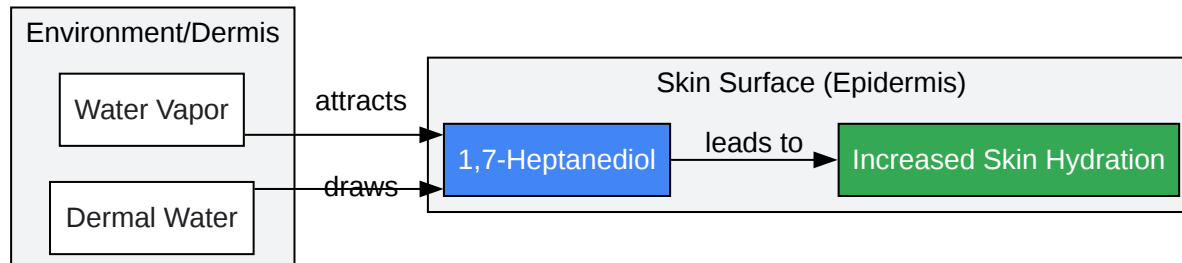 Environment/Dermis
Water Vapor
Dermal Water
attracts
draws
Skin Surface (Epidermis)
1,7-Heptanediol
leads to
Increased Skin Hydration